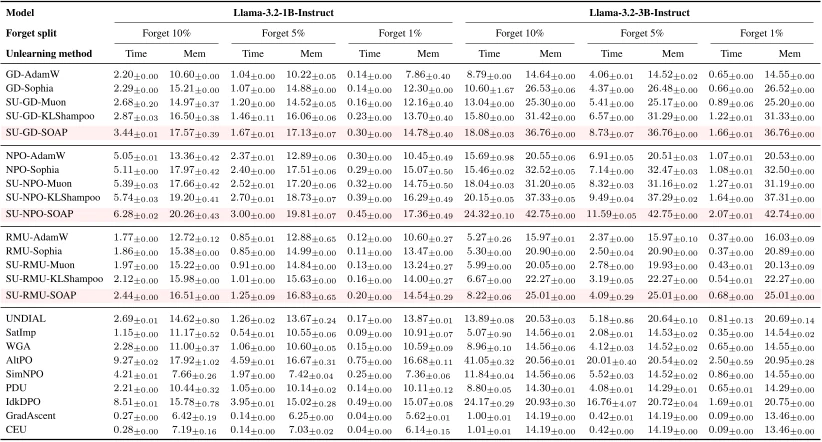 Model Llama-3.2-1B-Instruct Llama-3.2-3B-Instruct
Forget split Forget 10% Forget 5% Forget 1% Forget 10% Forget 5% Forget 1%
Unlearning method Time Mem Time Mem Time Mem Time Mem Time Mem Time Mem
GD-AdamW 2.20±0.00 10.60±0.00 1.04±0.00 10.22±0.05 0.14±0.00 7.86±0.40 8.79±0.00 14.64±0.00 4.06±0.01 14.52±0.02 0.65±0.00 14.55±0.00
GD-Sophia 2.29±0.00 15.21±0.00 1.07±0.00 14.88±0.00 0.14±0.00 12.30±0.00 10.60±1.67 26.53±0.06 4.37±0.00 26.48±0.00 0.66±0.00 26.52±0.00
SU-GD-Muon 2.68±0.20 14.97±0.37 1.20±0.00 14.52±0.05 0.16±0.00 12.16±0.40 13.04±0.00 25.30±0.00 5.41±0.00 25.17±0.00 0.89±0.06 25.20±0.00
SU-GD-KLShampoo 2.87±0.03 16.50±0.38 1.46±0.11 16.06±0.06 0.23±0.00 13.70±0.40 15.80±0.00 31.42±0.00 6.57±0.00 31.29±0.00 1.22±0.01 31.33±0.00
SU-GD-SOAP 3.44±0.01 17.57±0.39 1.67±0.01 17.13±0.07 0.30±0.00 14.78±0.40 18.08±0.03 36.76±0.00 8.73±0.07 36.76±0.00 1.66±0.01 36.76±0.00
NPO-AdamW 5.05±0.01 13.36±0.42 2.37±0.01 12.89±0.06 0.30±0.00 10.45±0.49 15.69±0.98 20.55±0.06 6.91±0.05 20.51±0.03 1.07±0.01 20.53±0.00
NPO-Sophia 5.11±0.00 17.97±0.42 2.40±0.00 17.51±0.06 0.29±0.00 15.07±0.50 15.46±0.02 32.52±0.05 7.14±0.00 32.47±0.03 1.08±0.01 32.50±0.00
SU-NPO-Muon 5.39±0.03 17.66±0.42 2.52±0.01 17.20±0.06 0.32±0.00 14.75±0.50 18.04±0.03 31.20±0.05 8.32±0.03 31.16±0.02 1.27±0.01 31.19±0.00
SU-NPO-KLShampoo 5.74±0.03 19.20±0.41 2.70±0.01 18.73±0.07 0.39±0.00 16.29±0.49 20.15±0.05 37.33±0.05 9.49±0.04 37.29±0.02 1.64±0.00 37.31±0.00
SU-NPO-SOAP 6.28±0.02 20.26±0.43 3.00±0.00 19.81±0.07 0.45±0.00 17.36±0.49 24.32±0.10 42.75±0.00 11.59±0.05 42.75±0.00 2.07±0.01 42.74±0.00
RMU-AdamW 1.77±0.00 12.72±0.12 0.85±0.01 12.88±0.65 0.12±0.00 10.60±0.27 5.27±0.26 15.97±0.01 2.37±0.00 15.97±0.10 0.37±0.00 16.03±0.09
RMU-Sophia 1.86±0.00 15.38±0.00 0.85±0.00 14.99±0.00 0.11±0.00 13.47±0.00 5.30±0.00 20.90±0.00 2.50±0.04 20.90±0.00 0.37±0.00 20.89±0.00
SU-RMU-Muon 1.97±0.00 15.22±0.00 0.91±0.00 14.84±0.00 0.13±0.00 13.24±0.27 5.99±0.00 20.05±0.00 2.78±0.00 19.93±0.00 0.43±0.01 20.13±0.09
SU-RMU-KLShampoo 2.12±0.00 15.98±0.00 1.01±0.00 15.63±0.00 0.16±0.00 14.00±0.27 6.67±0.00 22.27±0.00 3.19±0.05 22.27±0.00 0.54±0.01 22.27±0.00
SU-RMU-SOAP 2.44±0.00 16.51±0.00 1.25±0.09 16.83±0.65 0.20±0.00 14.54±0.29 8.22±0.06 25.01±0.00 4.09±0.29 25.01±0.00 0.68±0.00 25.01±0.00
UNDIAL 2.69±0.01 14.62±0.80 1.26±0.02 13.67±0.24 0.17±0.00 13.87±0.01 13.89±0.08 20.53±0.03 5.18±0.86 20.64±0.10 0.81±0.13 20.69±0.14
SatImp 1.15±0.00 11.17±0.52 0.54±0.01 10.55±0.06 0.09±0.00 10.91±0.07 5.07±0.90 14.56±0.01 2.08±0.01 14.53±0.02 0.35±0.00 14.54±0.02
WGA 2.28±0.00 11.00±0.37 1.06±0.00 10.60±0.05 0.15±0.00 10.59±0.09 8.96±0.10 14.56±0.06 4.12±0.03 14.52±0.02 0.65±0.00 14.55±0.00
AltPO 9.27±0.02 17.92±1.02 4.59±0.01 16.67±0.31 0.75±0.00 16.68±0.11 41.05±0.32 20.56±0.01 20.01±0.40 20.54±0.02 2.50±0.59 20.95±0.28
SimNPO 4.21±0.01 7.66±0.26 1.97±0.00 7.42±0.04 0.25±0.00 7.36±0.06 11.84±0.04 14.56±0.06 5.52±0.03 14.52±0.02 0.86±0.00 14.55±0.00
PDU 2.21±0.00 10.44±0.32 1.05±0.00 10.14±0.02 0.14±0.00 10.11±0.12 8.80±0.05 14.30±0.01 4.08±0.01 14.29±0.01 0.65±0.01 14.29±0.00
IdkDPO 8.51±0.01 15.78±0.78 3.95±0.01 15.02±0.28 0.49±0.00 15.07±0.08 24.17±0.29 20.93±0.30 16.76±4.07 20.72±0.04 1.69±0.01 20.75±0.00
GradAscent 0.27±0.00 6.42±0.19 0.14±0.00 6.25±0.00 0.04±0.00 5.62±0.01 1.00±0.01 14.19±0.00 0.42±0.01 14.19±0.00 0.09±0.00 13.46±0.00
CEU 0.28±0.00 7.19±0.16 0.14±0.00 7.03±0.02 0.04±0.00 6.14±0.15 1.01±0.01 14.19±0.00 0.42±0.00 14.19±0.00 0.09±0.00 13.46±0.00